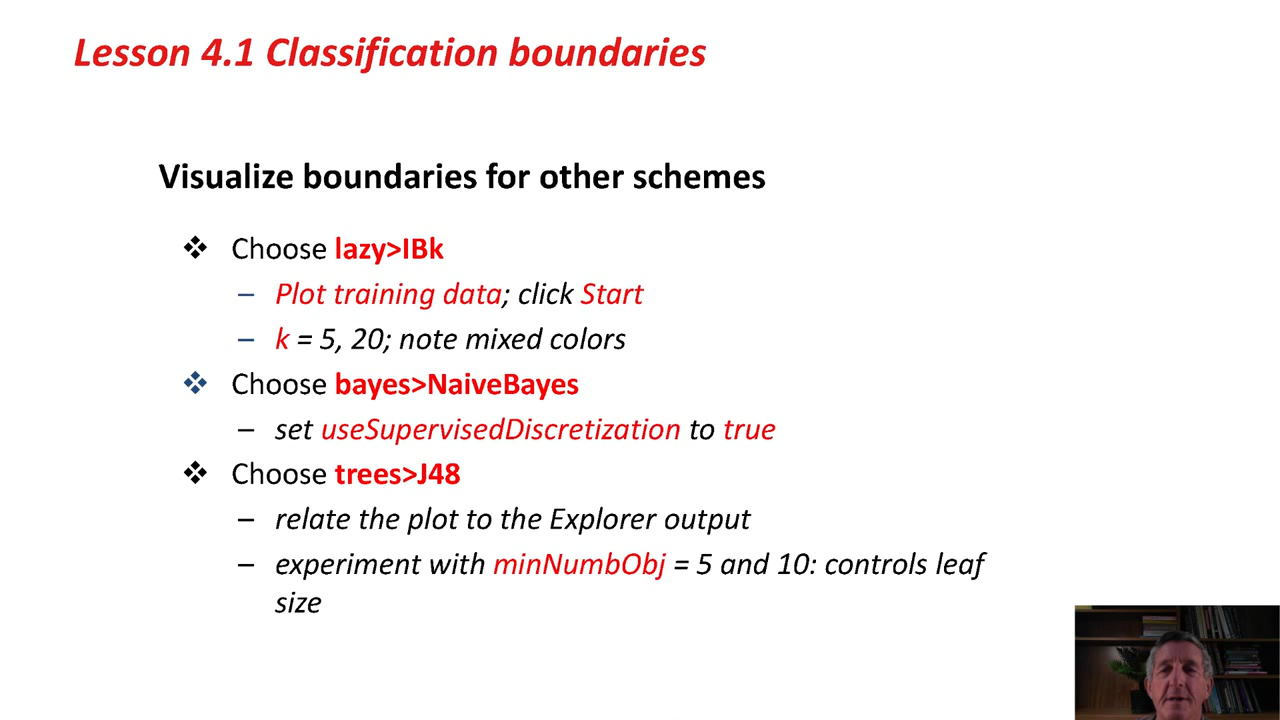 Lesson 4.1 Classification boundaries
Visualize boundaries for other schemes
❖ Choose lazy>IBk
– Plot training data; click Start
– k = 5, 20; note mixed colors
❖ Choose bayes>NaiveBayes
– set useSupervisedDiscretization to true
❖ Choose trees>J48
– relate the plot to the Explorer output
– experiment with minNumbObj = 5 and 10: controls leaf
size